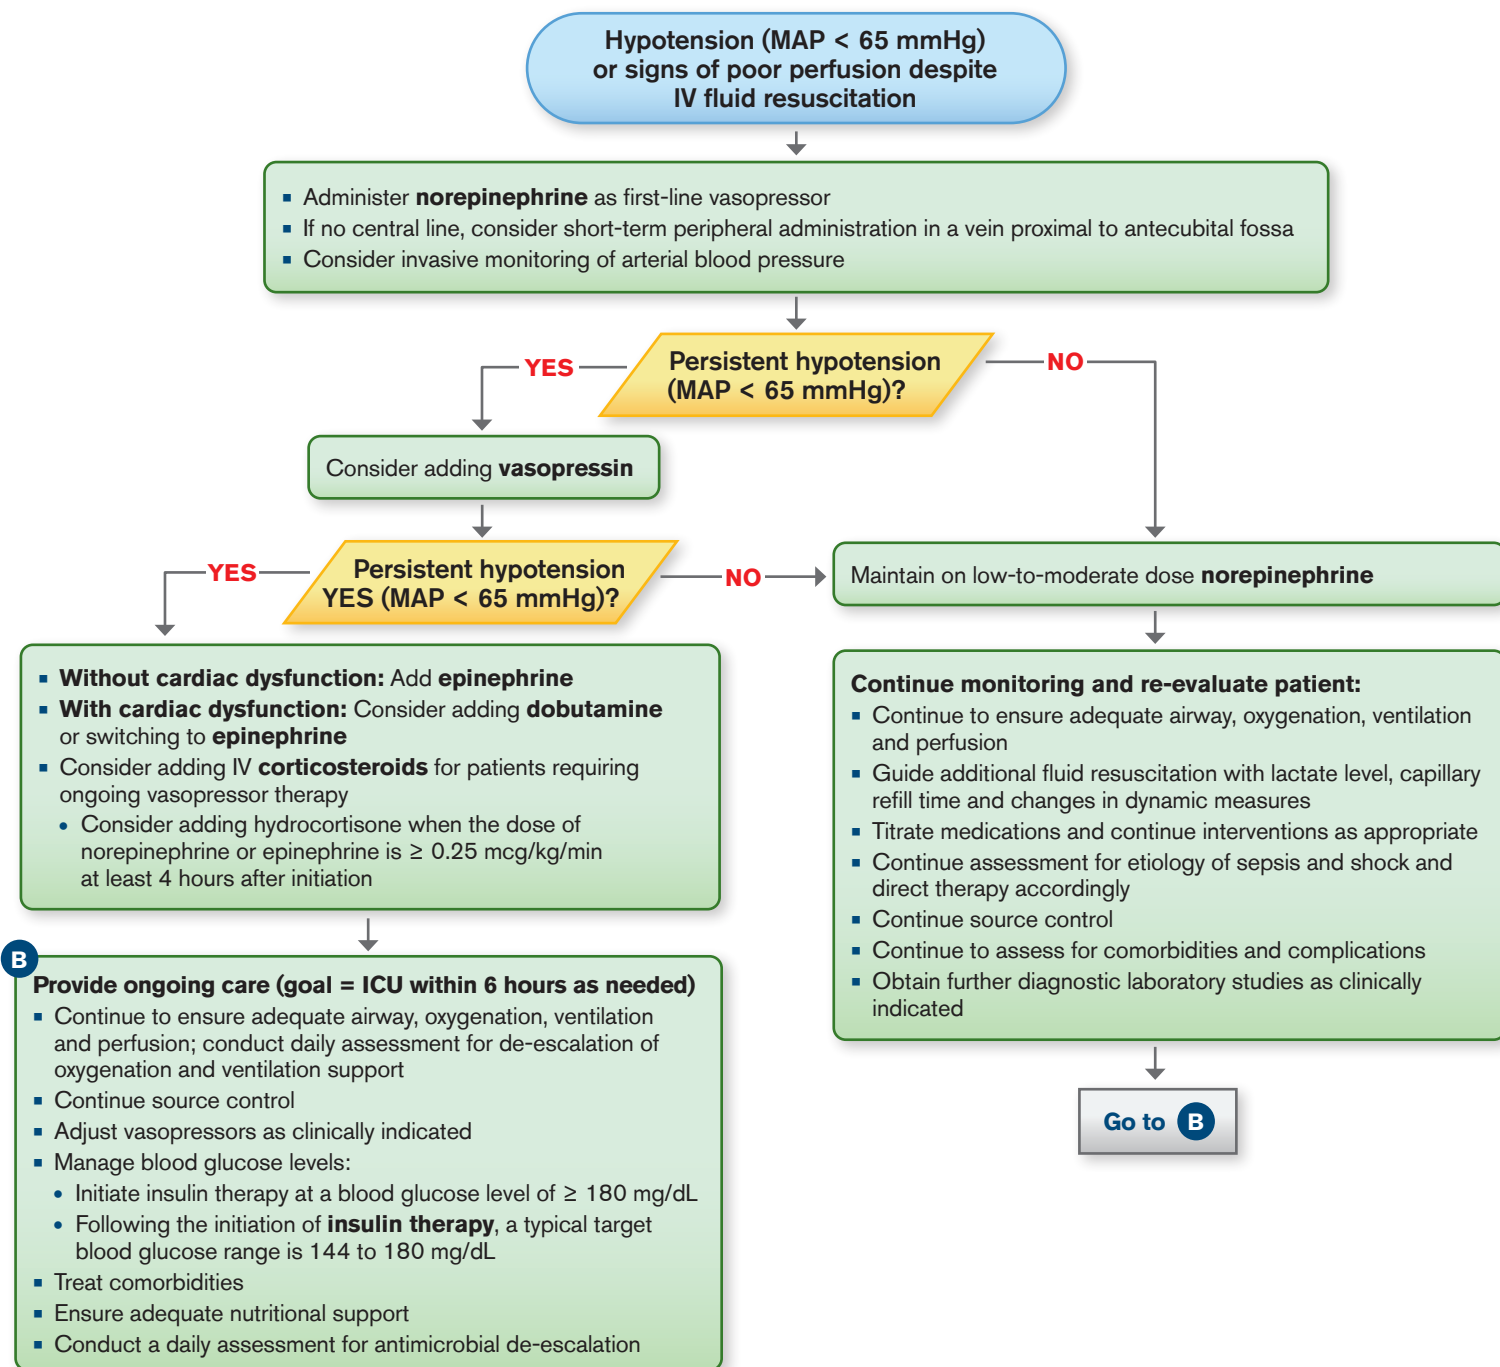 Hypotension (MAP < 65 mmHg)
or signs of poor perfusion despite
IV fluid resuscitation
▪ Administer norepinephrine as first-line vasopressor
▪ If no central line, consider short-term peripheral administration in a vein proximal to antecubital fossa
▪ Consider invasive monitoring of arterial blood pressure
Persistent hypotension
(MAP < 65 mmHg)?
YES
NO
Consider adding vasopressin
Persistent hypotension
YES (MAP < 65 mmHg)?
YES
NO
Maintain on low-to-moderate dose norepinephrine
▪ Without cardiac dysfunction: Add epinephrine
▪ With cardiac dysfunction: Consider adding dobutamine
or switching to epinephrine
▪ Consider adding IV corticosteroids for patients requiring
ongoing vasopressor therapy
• Consider adding hydrocortisone when the dose of
norepinephrine or epinephrine is ≥ 0.25 mcg/kg/min
at least 4 hours after initiation
Continue monitoring and re-evaluate patient:
▪ Continue to ensure adequate airway, oxygenation, ventilation
and perfusion
▪ Guide additional fluid resuscitation with lactate level, capillary
refill time and changes in dynamic measures
▪ Titrate medications and continue interventions as appropriate
▪ Continue assessment for etiology of sepsis and shock and
direct therapy accordingly
▪ Continue source control
▪ Continue to assess for comorbidities and complications
▪ Obtain further diagnostic laboratory studies as clinically
indicated
Go to B
B
Provide ongoing care (goal = ICU within 6 hours as needed)
▪ Continue to ensure adequate airway, oxygenation, ventilation
and perfusion; conduct daily assessment for de-escalation of
oxygenation and ventilation support
▪ Continue source control
▪ Adjust vasopressors as clinically indicated
▪ Manage blood glucose levels:
• Initiate insulin therapy at a blood glucose level of ≥ 180 mg/dL
• Following the initiation of insulin therapy, a typical target
blood glucose range is 144 to 180 mg/dL
▪ Treat comorbidities
▪ Ensure adequate nutritional support
▪ Conduct a daily assessment for antimicrobial de-escalation